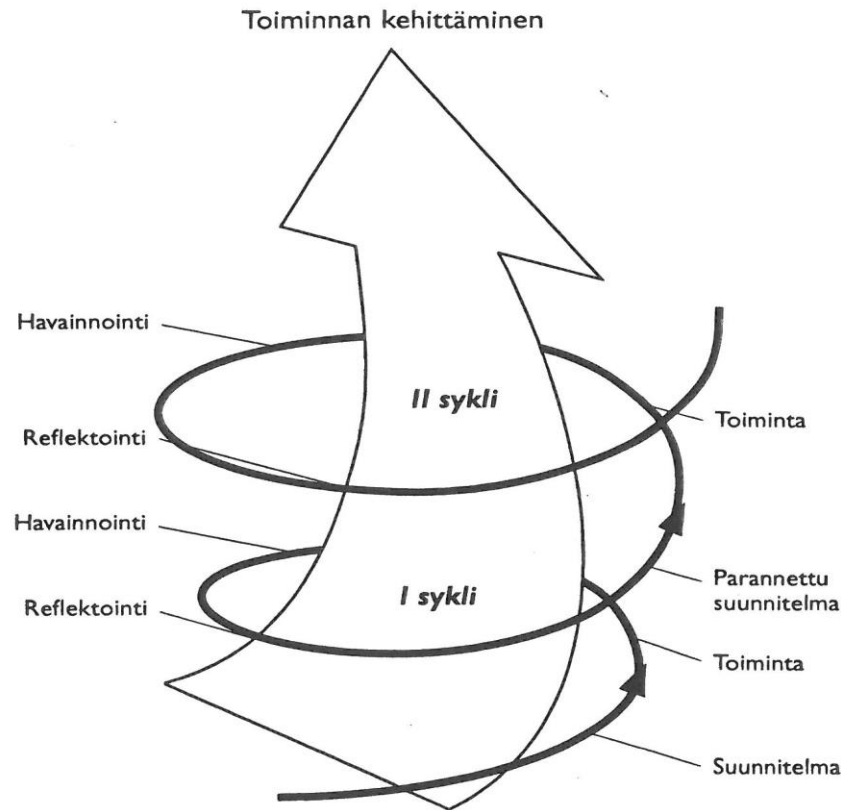 Toiminnan kehittäminen
Havainnointi
II sykli
Toiminta
Reflektointi
Havainnointi
I sykli
Parannettu
suunnitelma
Reflektointi
Toiminta
Suunnitelma